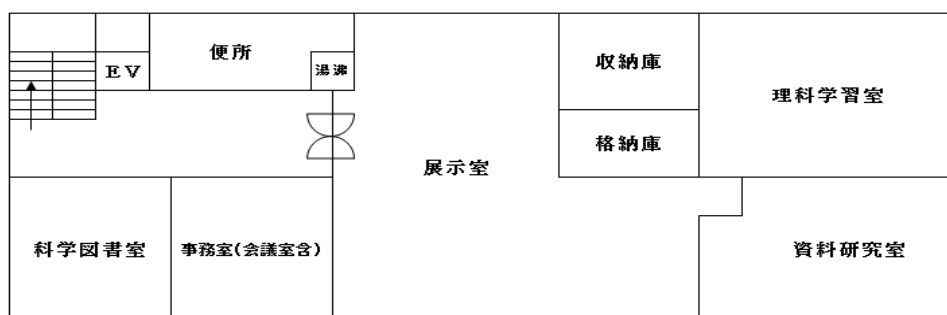 便所
EV
湯沸
収納庫
理科学習室
格納庫
展示室
科学図書室
事務室(会議室含)
資料研究室